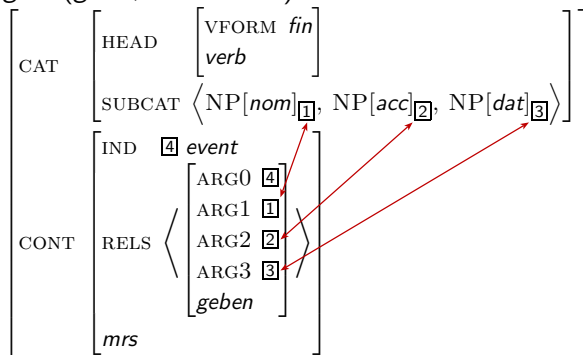 VFORM fin
HEAD
verb
CAT
SUBCAT ⟨NP[nom]1, NP[acc]2, NP[dat]3⟩
IND 4 event
ARG0 4
ARG1 1
CONT RELS ⟨ARG2 2⟩
ARG3 3
geben
mrs